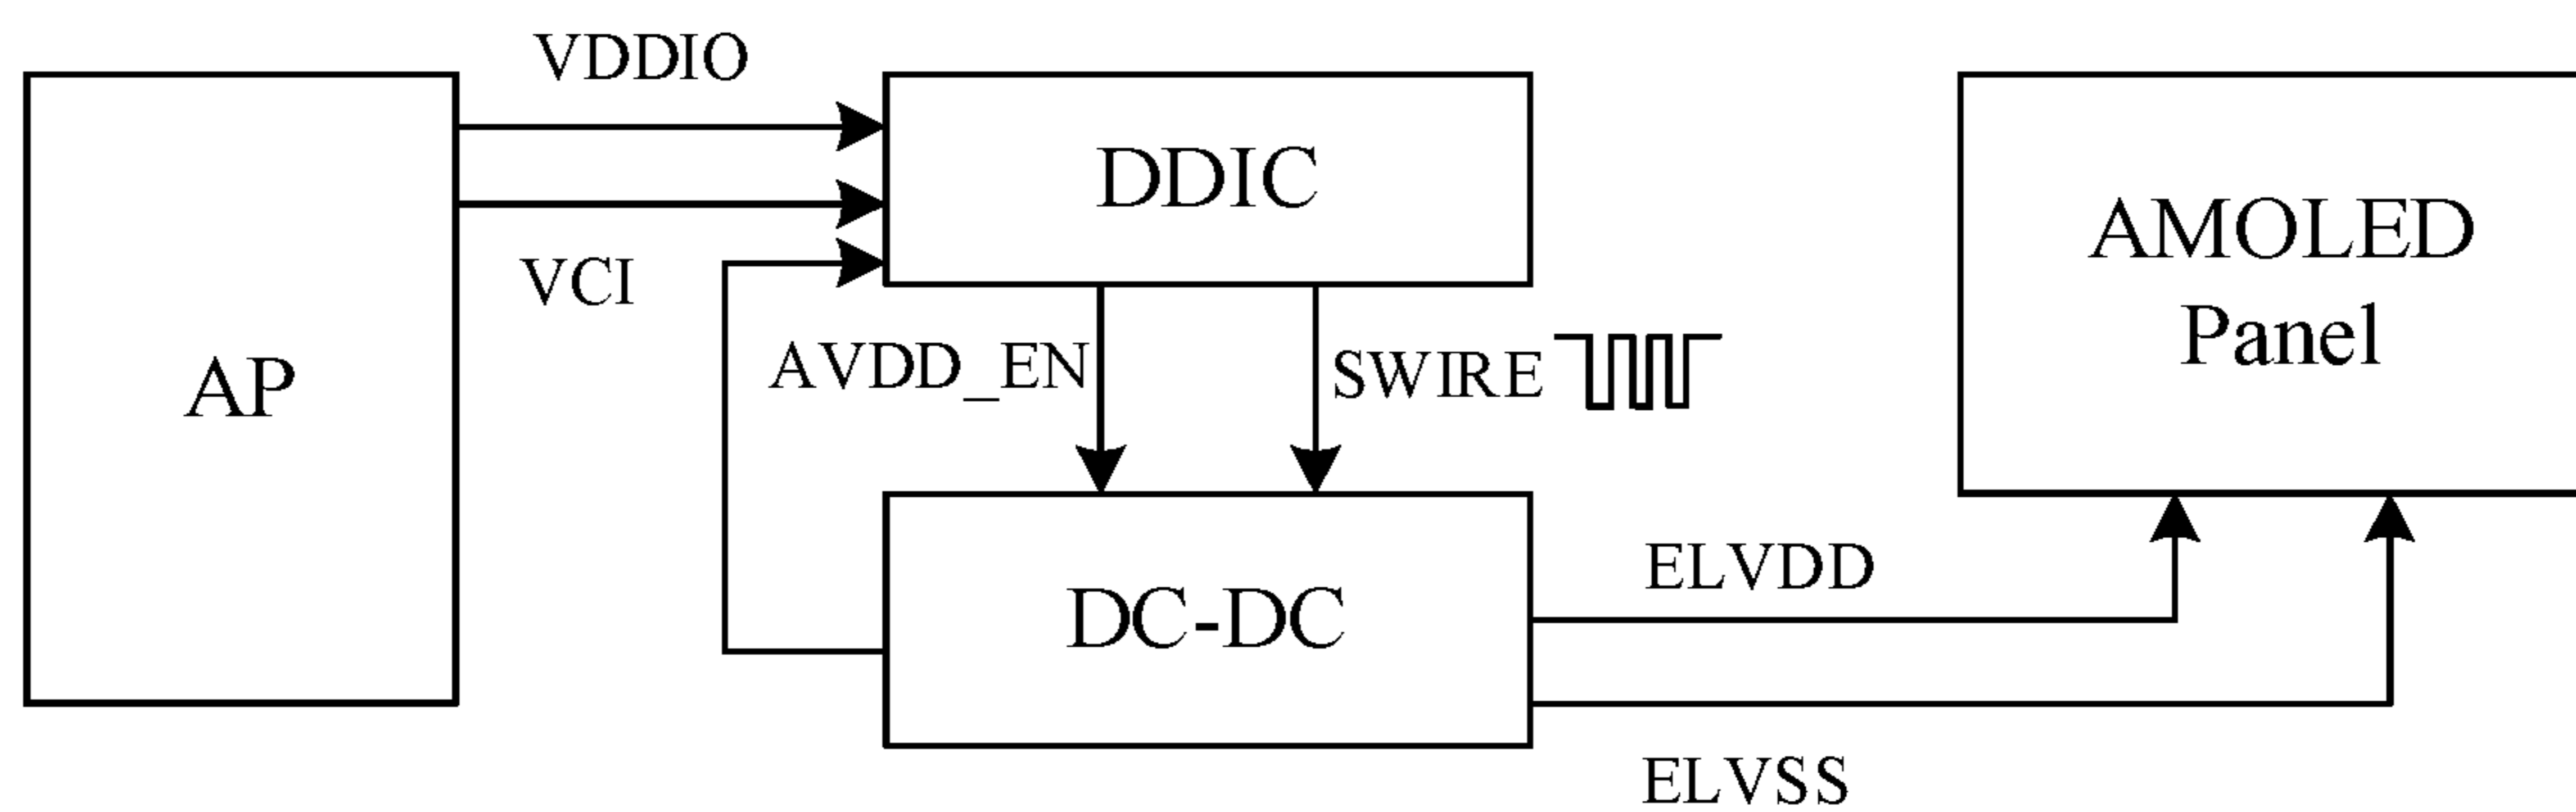 VDDIO
DDIC
AMOLED
Panel
VCI
AP
AVDD_EN
SWIRE
DC-DC
ELVDD
ELVSS